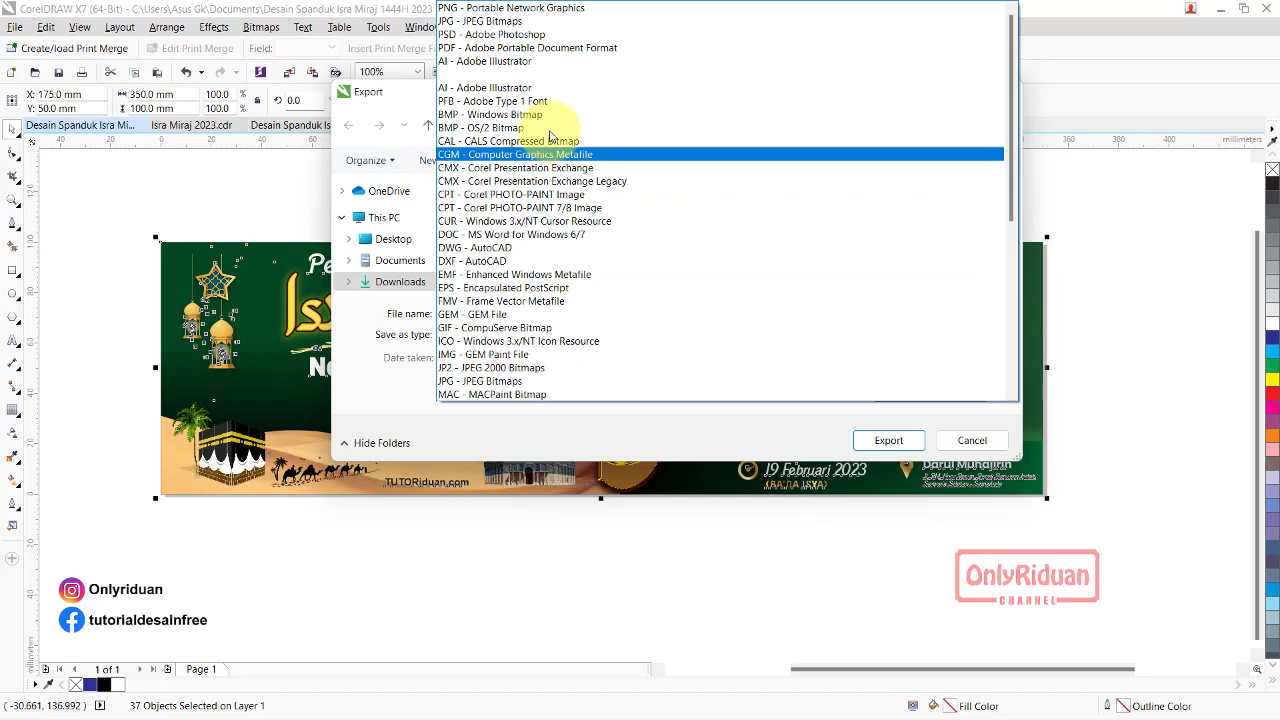 CorelDRAW X7 (64-Bit) - C:\Users\Asus Gk\Documents\Desain Spanduk Isra Miraj 1444H 2023
File Edit View Layout Arrange Effects Bitmaps Text Table Tools
Create/load Print Merge Edit Print Merge Field: Insert Print Merge
100%
X: 175.0 mm
Y: 50.0 mm
350.0 mm
100.0 mm
100.0
100.0
%
%
0.0
Desain Spanduk Isra Mi... Isra Miraj 2023.cdr Desain Spanduk Isra
millimeters
Export
Organize
OneDrive
This PC
Desktop
Documents
Downloads
File name:
Save as type:
Date taken:
Hide Folders
Export
Cancel
PNG - Portable Network Graphics
JPG - JPEG Bitmaps
PSD - Adobe Photoshop
PDF - Adobe Portable Document Format
AI - Adobe Illustrator
AI - Adobe Illustrator
PFB - Adobe Type 1 Font
BMP - Windows Bitmap
BMP - OS/2 Bitmap
CAL - CALS Compressed Bitmap
CGM - Computer Graphics Metafile
CMX - Corel Presentation Exchange
CMX - Corel Presentation Exchange Legacy
CPT - Corel PHOTO-PAINT Image
CPT - Corel PHOTO-PAINT 7/8 Image
CUR - Windows 3.x/NT Cursor Resource
DOC - MS Word for Windows 6/7
DWG - AutoCAD
DXF - AutoCAD
EMF - Enhanced Windows Metafile
EPS - Encapsulated PostScript
FMV - Frame Vector Metafile
GEM - GEM File
GIF - CompuServe Bitmap
ICO - Windows 3.x/NT Icon Resource
IMG - GEM Paint File
JP2 - JPEG 2000 Bitmaps
JPG - JPEG Bitmaps
MAC - MACPaint Bitmap
TUTORiduan.com
19 Februari 2023
Darul Muhajirin
Onlyriduan
tutorialdesainfree
OnlyRiduan
CHANNEL
1 of 1 Page 1
( -30.661, 136.992 ) 37 Objects Selected on Layer 1 Fill Color Outline Color